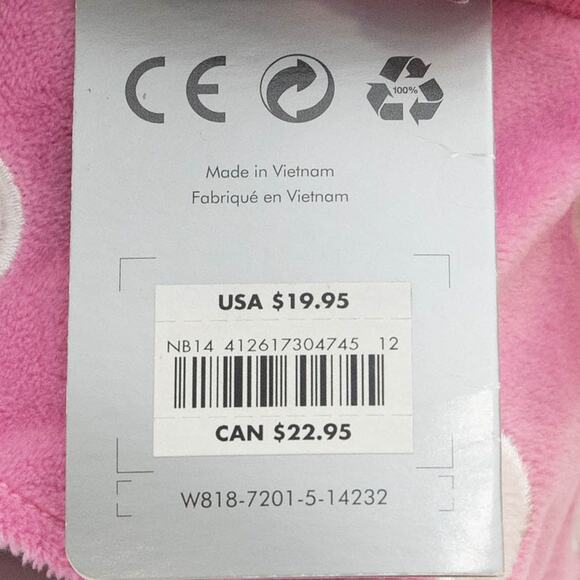 CE
100%
Made in Vietnam
Fabriqué en Vietnam
USA $19.95
NB14 412617304745 12
CAN $22.95
W818-7201-5-14232